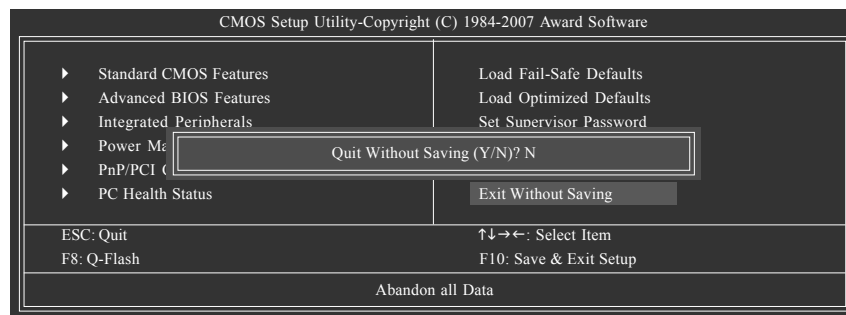 CMOS Setup Utility-Copyright (C) 1984-2007 Award Software
Standard CMOS Features
Advanced BIOS Features
Integrated Peripherals
Power Ma
PnP/PCI
PC Health Status
Load Fail-Safe Defaults
Load Optimized Defaults
Set Supervisor Password
Quit Without Saving (Y/N)? N
Exit Without Saving
ESC: Quit
↑↓→←: Select Item
F8: Q-Flash
F10: Save & Exit Setup
Abandon all Data